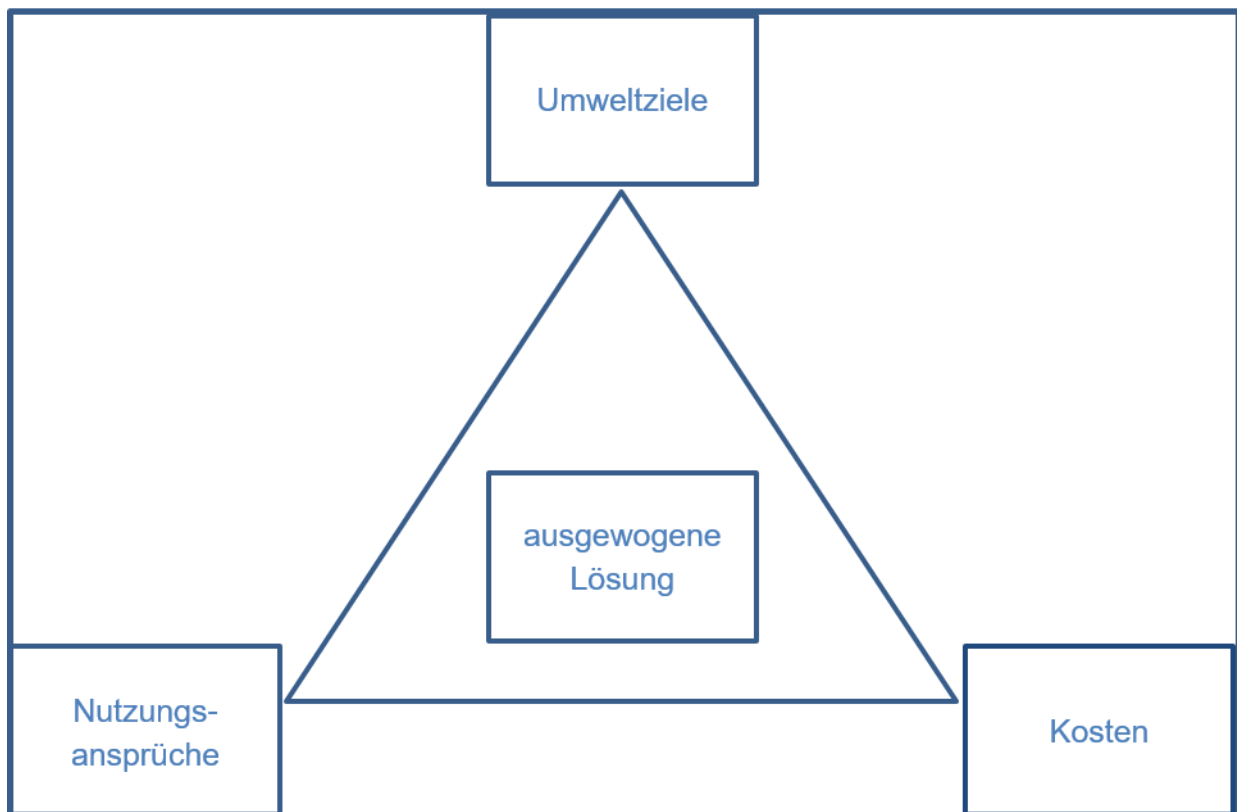 Umweltziele
ausgewogene
Lösung
Nutzungs-
ansprüche
Kosten